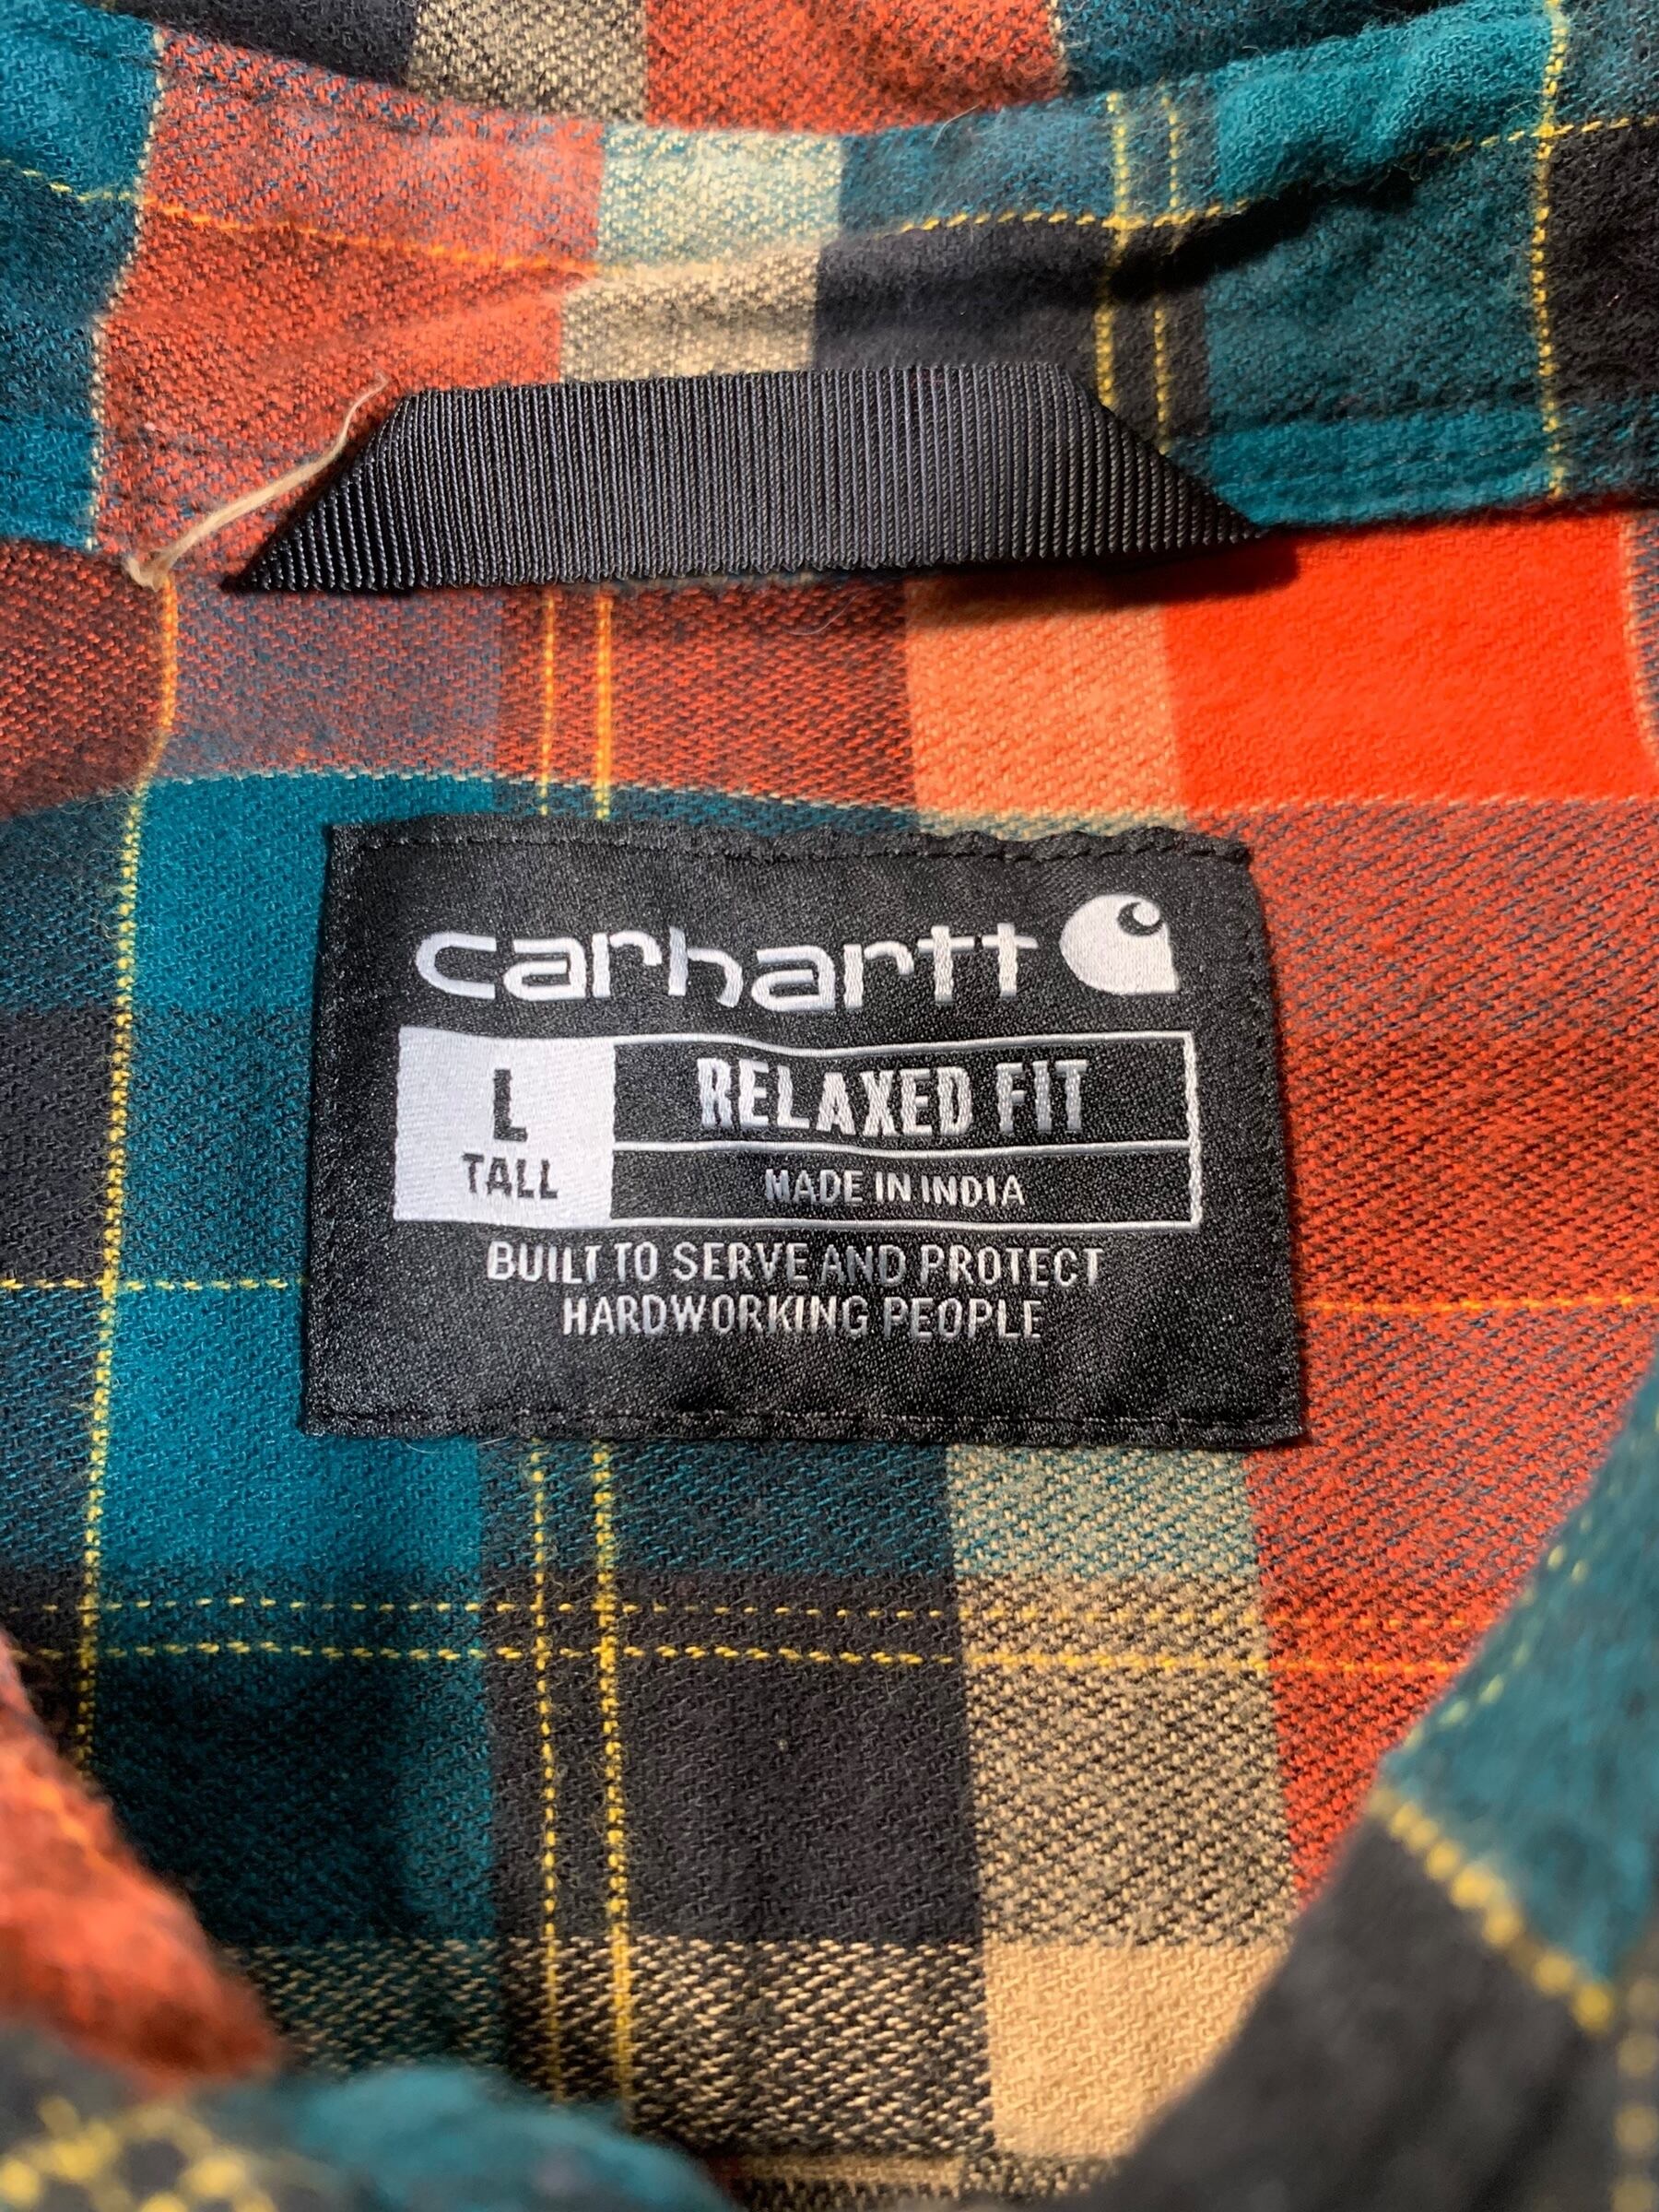 carhartt
L
TALL
RELAXED FIT
MADE IN INDIA
BUILT TO SERVE AND PROTECT
HARDWORKING PEOPLE